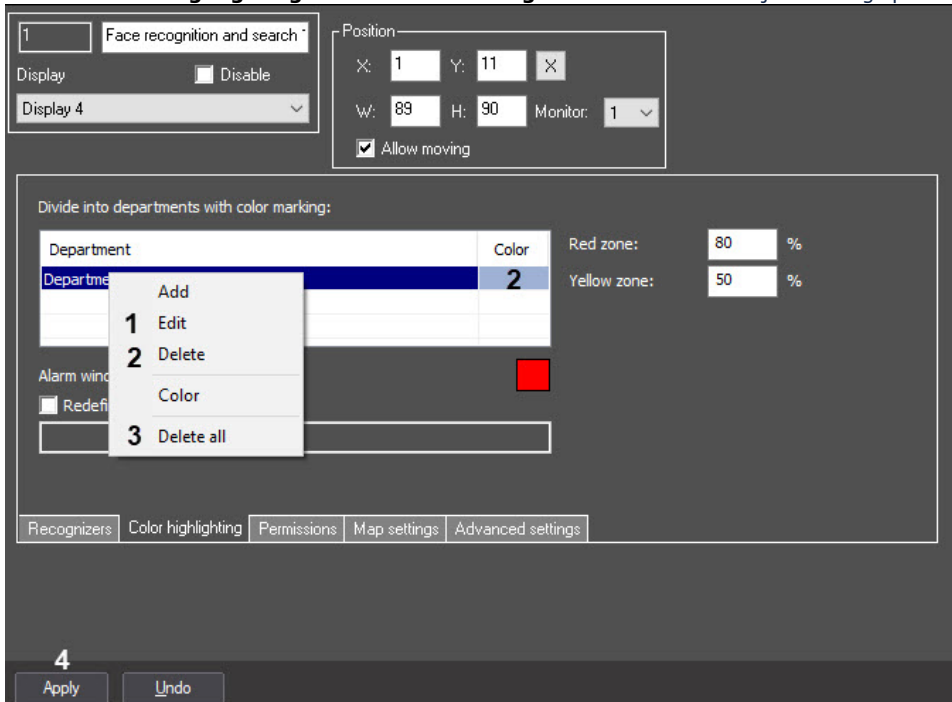 1 Face recognition and search
Display Disable
Display 4
Position
X: 1 Y: 11 X
W: 89 H: 90 Monitor: 1
Allow moving
Divide into departments with color marking:
Department Color
Departme 2
Red zone: 80 %
Yellow zone: 50 %
Add
1 Edit
2 Delete
Color
3 Delete all
Alarm wind
Redefi
Recognizers Color highlighting Permissions Map settings Advanced settings
4
Apply Undo